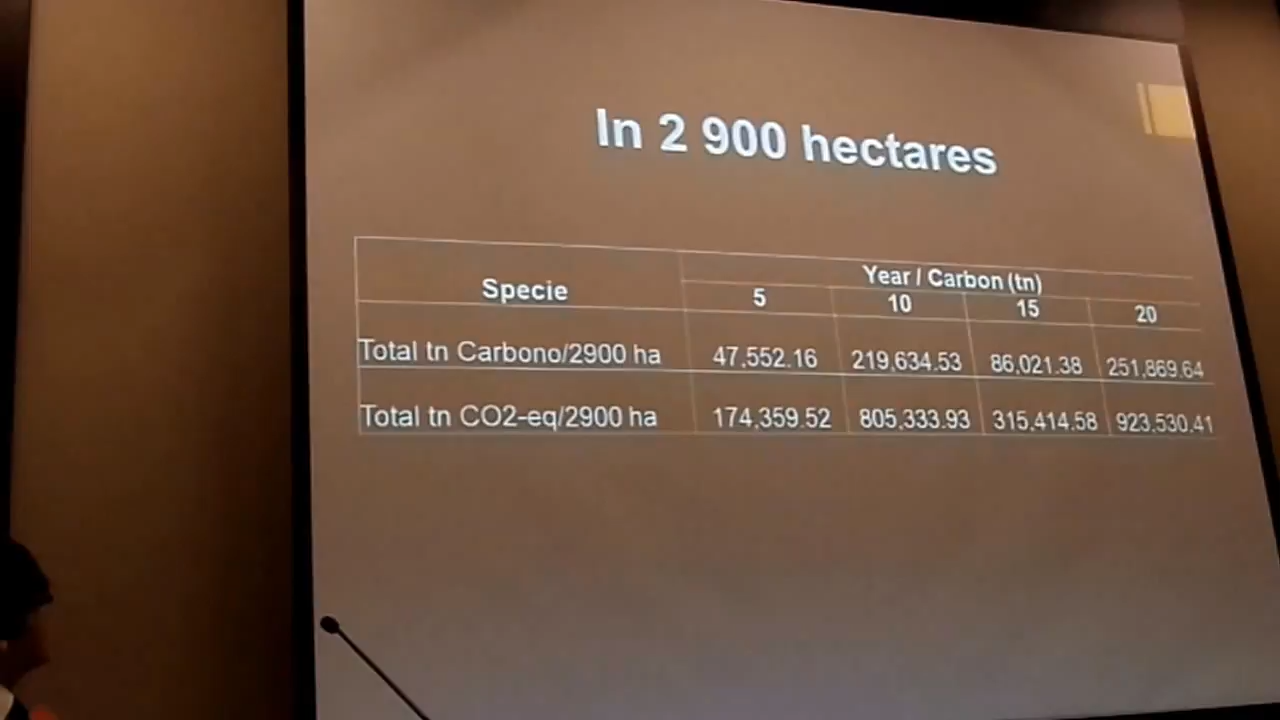 In 2 900 hectares
Specie
Year / Carbon (tn)
5 10 15 20
Total tn Carbono/2900 ha 47,552.16 219,634.53 86,021.38 251,869.64
Total tn CO2-eq/2900 ha 174,359.52 805,333.93 315,414.58 923,530.41